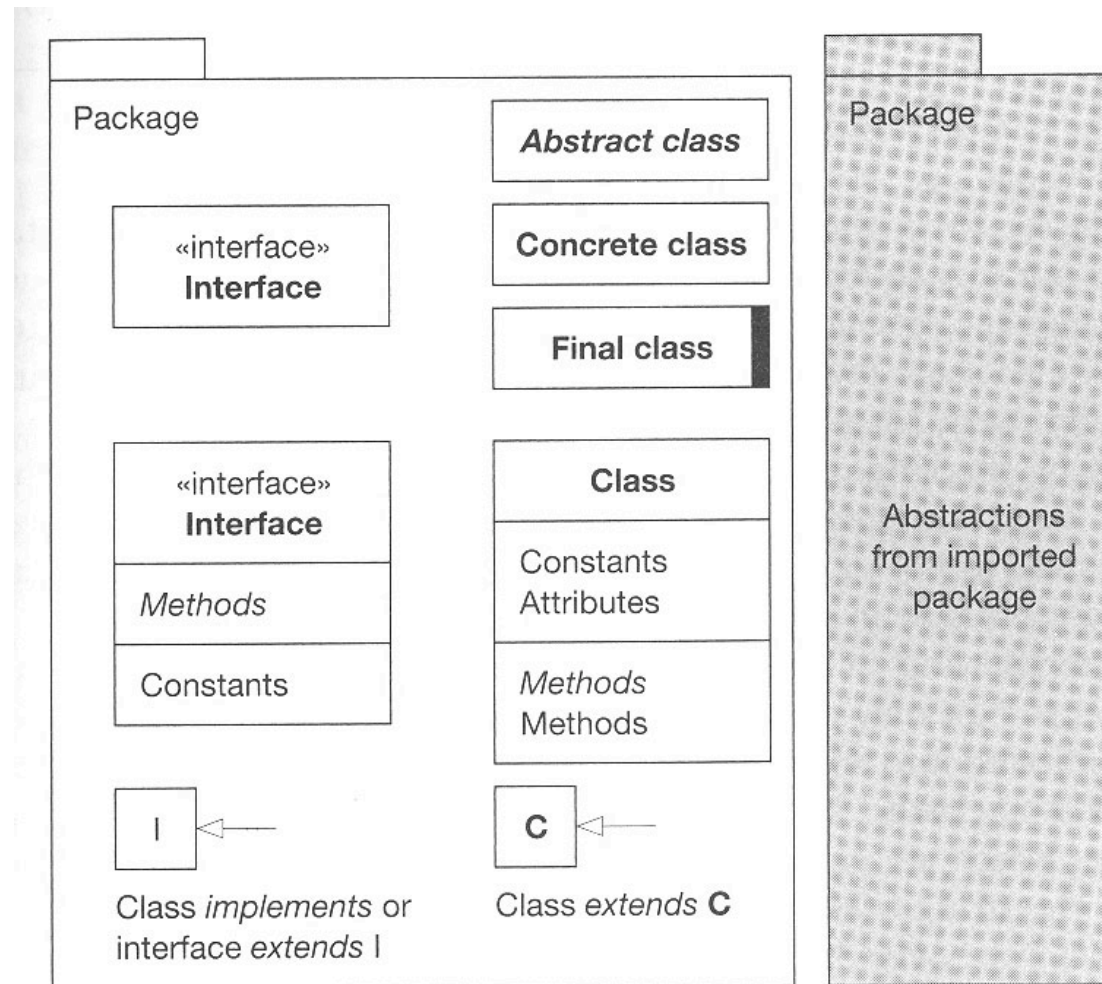 Package
Abstract class
«interface»
Interface
Concrete class
Final class
«interface»
Interface
Methods
Constants
Class
Constants
Attributes
Methods
Methods
I
Class implements or
interface extends I
C
Class extends C
Package
Abstractions
from imported
package